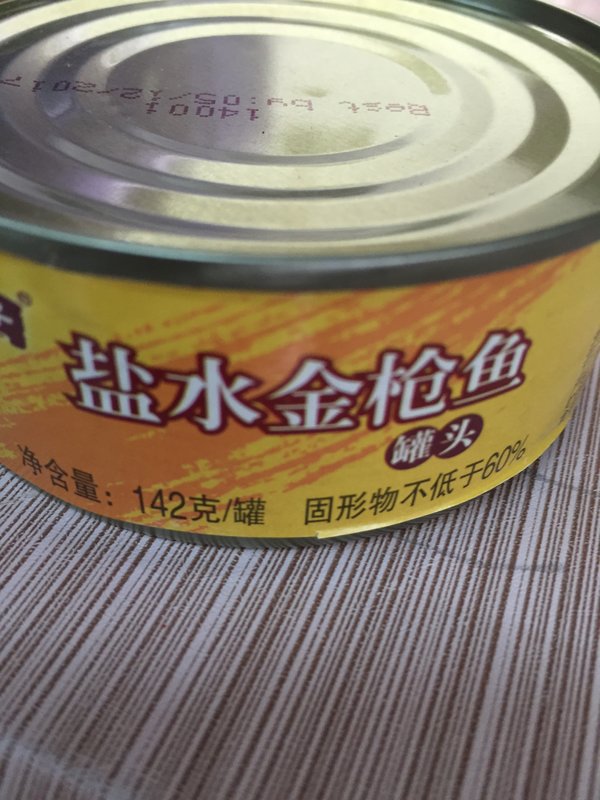 11400i
Best by:05/12/2017
盐水金枪鱼
罐头
净含量：142克/罐
固形物不低于60%